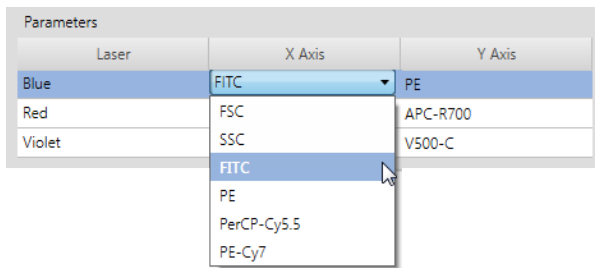 Parameters
Laser X Axis Y Axis
Blue FITC PE
Red FSC APC-R700
Violet SSC V500-C
FITC
PE
PerCP-Cy5.5
PE-Cy7